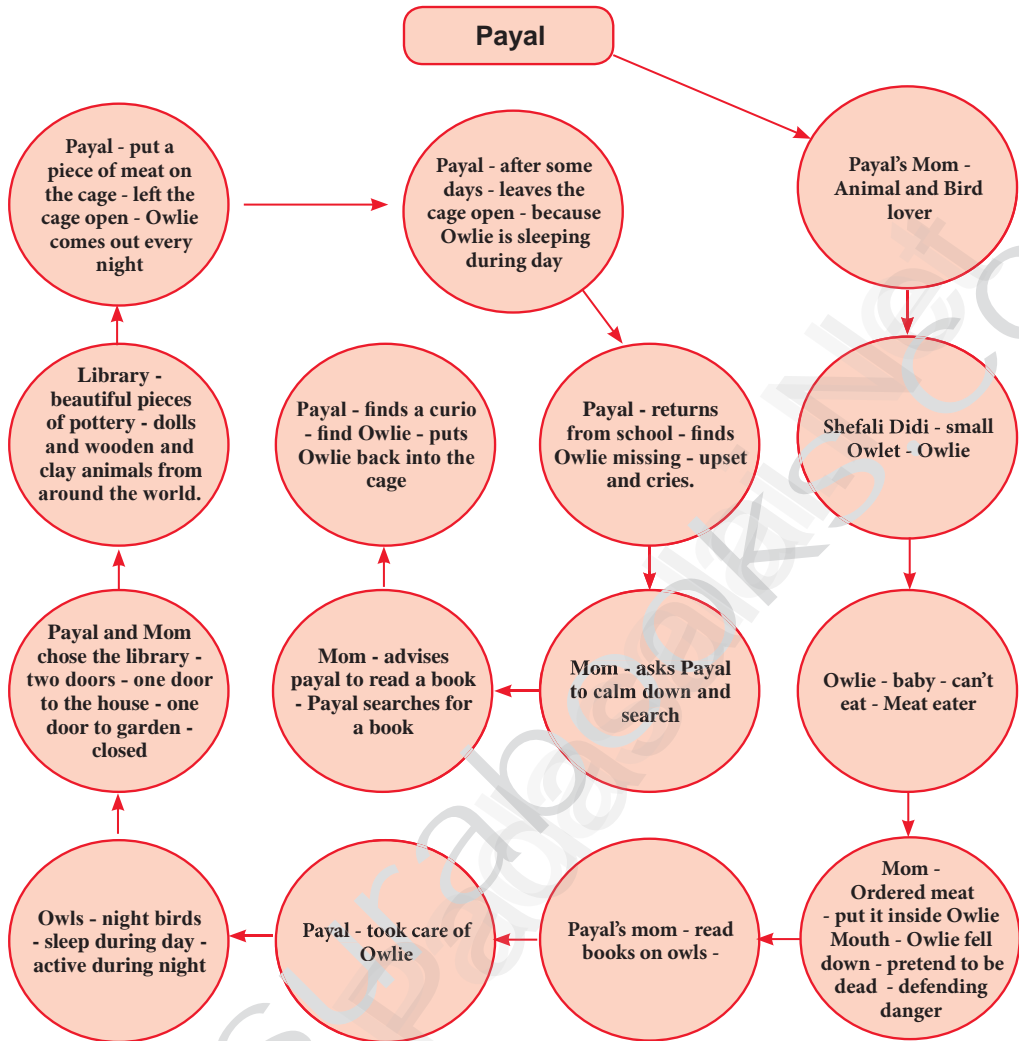 Payal
Payal's Mom -
Animal and Bird
lover
Shefali Didi - small
Owlet - Owlie
Owlie - baby - can't
eat - Meat eater
Mom -
Ordered meat
- put it inside Owlie
Mouth - Owlie fell
down - pretend to be
dead - defending
danger
Payal's mom - read
books on owls -
Payal - took care of
Owlie
Owls - night birds
- sleep during day -
active during night
Payal and Mom
chose the library -
two doors - one door
to the house - one
door to garden -
closed
Library -
beautiful pieces
of pottery - dolls
and wooden and
clay animals from
around the world.
Payal - put a
piece of meat on
the cage - left the
cage open - Owlie
comes out every
night
Payal - after some
days - leaves the
cage open - because
Owlie is sleeping
during day
Payal - returns
from school - finds
Owlie missing - upset
and cries.
Mom - asks Payal
to calm down and
search
Mom - advises
payal to read a book
- Payal searches for
a book
Payal - finds a curio
- find Owlie - puts
Owlie back into the
cage